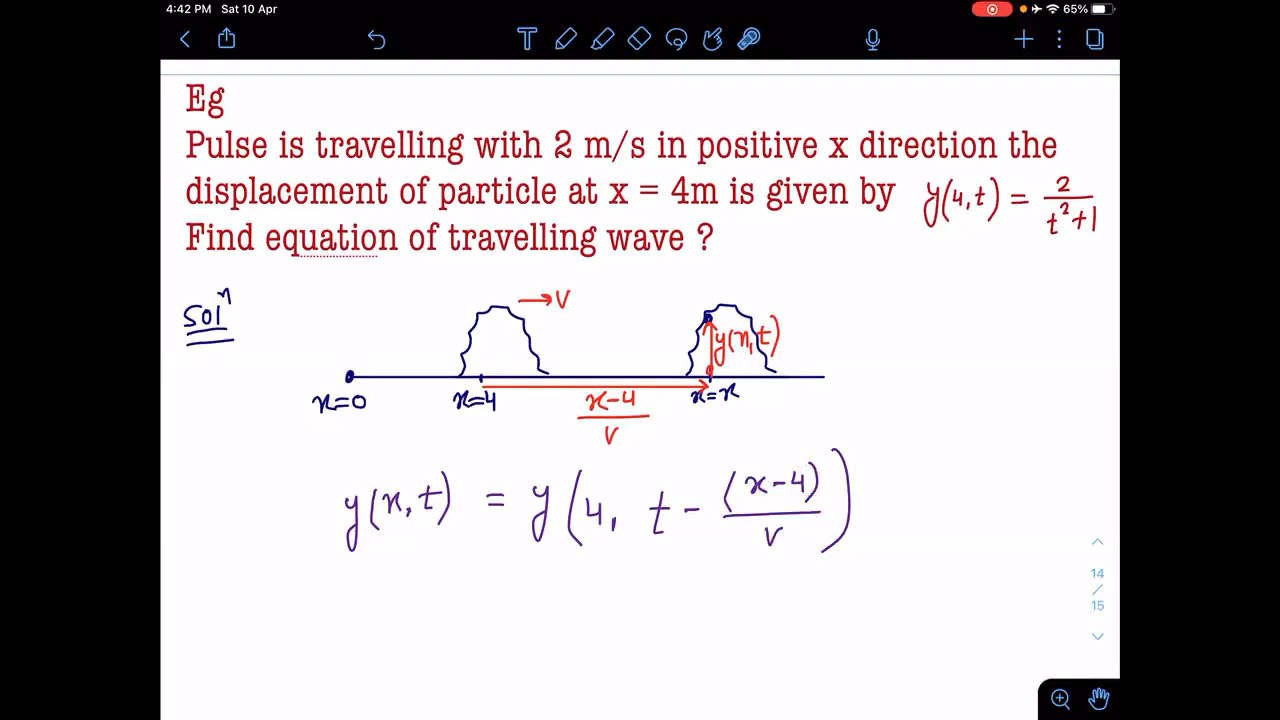 4:42 PM Sat 10 Apr 65%
T
Eg
Pulse is travelling with 2 m/s in positive x direction the
displacement of particle at x = 4m is given by y(4,t) = 2/(t²+1)
Find equation of travelling wave ?
Solⁿ
→ v
y(x,t)
x=0 x=4 x-4/v x=x
y(x,t) = y(4, t - (x-4)/v)
14
/
15